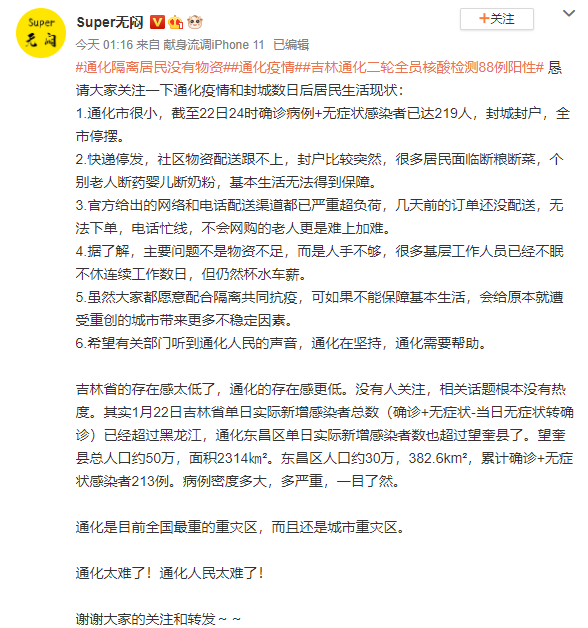 Super
无闷
Super无闷
关注
今天 01:16 来自 献身流调iPhone 11 已编辑
#通化隔离居民没有物资##通化疫情##吉林通化二轮全员核酸检测88例阳性# 恳
请大家关注一下通化疫情和封城数日后居民生活现状：
1.通化市很小，截至22日24时确诊病例+无症状感染者已达219人，封城封户，全
市停摆。
2.快递停发，社区物资配送跟不上，封户比较突然，很多居民面临断粮断菜，个
别老人断药婴儿断奶粉，基本生活无法得到保障。
3.官方给出的网络和电话配送渠道都已严重超负荷，几天前的订单还没配送，无
法下单，电话忙线，不会网购的老人更是难上加难。
4.据了解，主要问题不是物资不足，而是人手不够，很多基层工作人员已经不眠
不休连续工作数日，但仍然杯水车薪。
5.虽然大家都愿意配合隔离共同抗疫，可如果不能保障基本生活，会给原本就遭
受重创的城市带来更多不稳定因素。
6.希望有关部门听到通化人民的声音，通化在坚持，通化需要帮助。
吉林省的存在感太低了，通化的存在感更低。没有人关注，相关话题根本没有热
度。其实1月22日吉林省单日实际新增感染者总数（确诊+无症状-当日无症状转确
诊）已经超过黑龙江，通化东昌区单日实际新增感染者数也超过望奎县了。望奎
县总人口约50万，面积2314k㎡。东昌区人口约30万，382.6km²，累计确诊+无症
状感染者213例。病例密度多大，多严重，一目了然。
通化是目前全国最重的重灾区，而且还是城市重灾区。
通化太难了！通化人民太难了！
谢谢大家的关注和转发～～